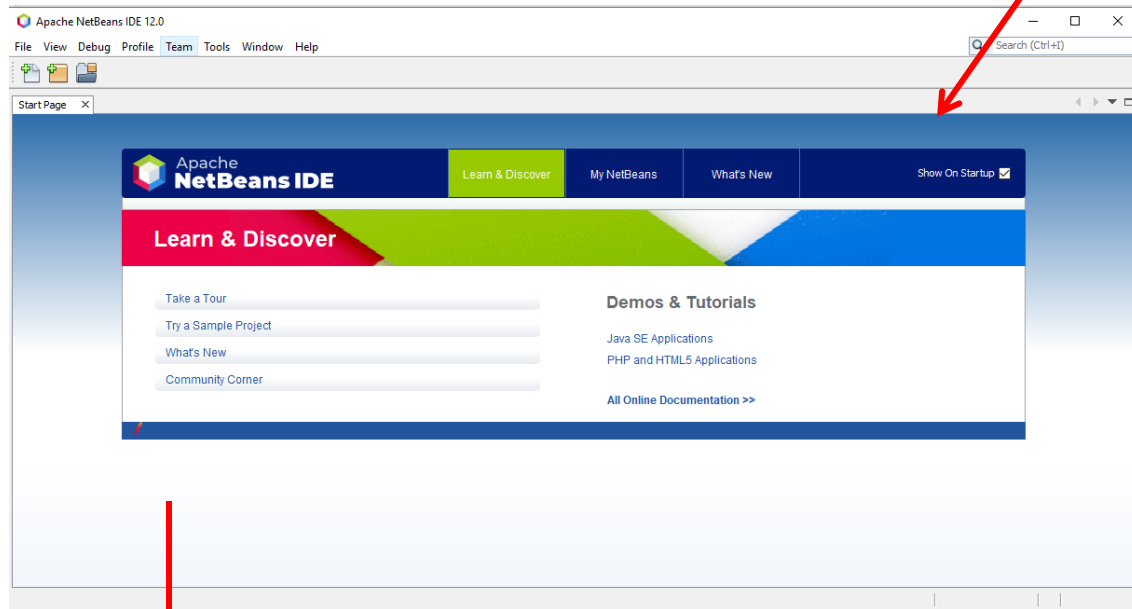 Apache NetBeans IDE 12.0
File View Debug Profile Team Tools Window Help
Search (Ctrl+I)
Start Page
Apache
NetBeans IDE
Learn & Discover
My NetBeans
What's New
Show On Startup
Learn & Discover
Take a Tour
Try a Sample Project
What's New
Community Corner
Demos & Tutorials
Java SE Applications
PHP and HTML5 Applications
All Online Documentation >>